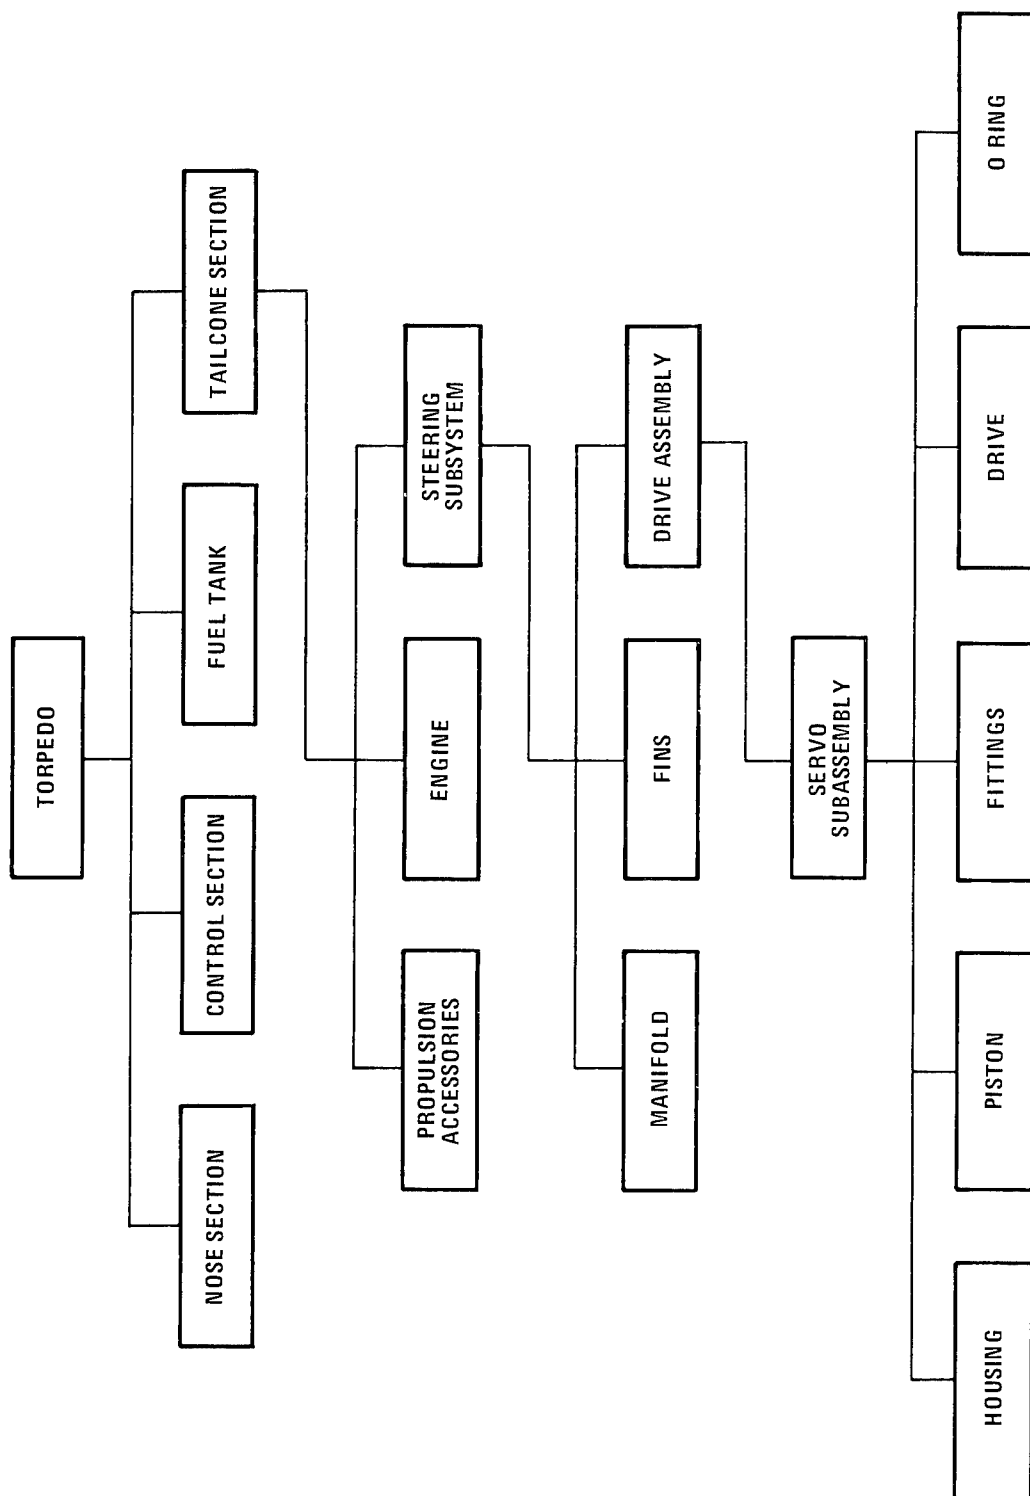 TORPEDO
NOSE SECTION
CONTROL SECTION
FUEL TANK
TAILCONE SECTION
PROPULSION
ACCESSORIES
ENGINE
STEERING
SUBSYSTEM
MANIFOLD
FINS
DRIVE ASSEMBLY
SERVO
SUBASSEMBLY
HOUSING
PISTON
FITTINGS
DRIVE
O RING